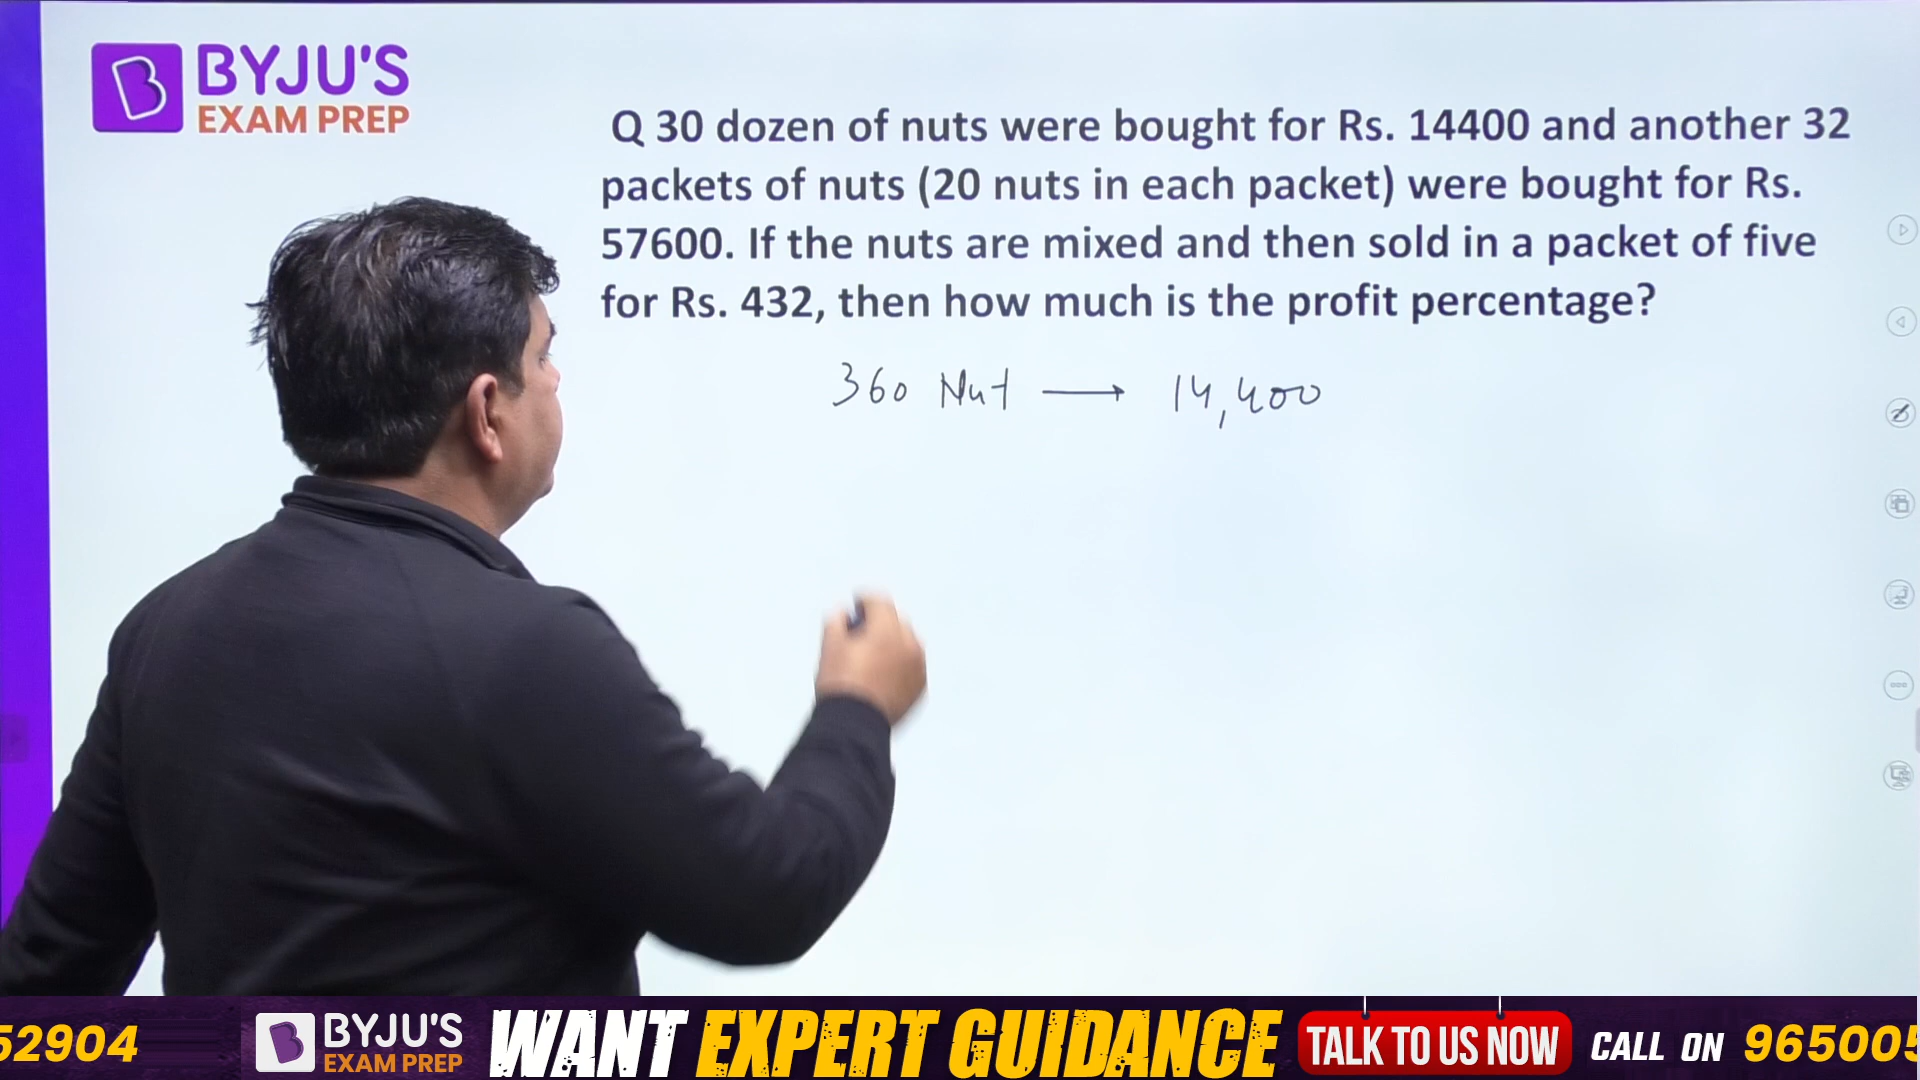 BYJU'S
EXAM PREP
Q 30 dozen of nuts were bought for Rs. 14400 and another 32
packets of nuts (20 nuts in each packet) were bought for Rs.
57600. If the nuts are mixed and then sold in a packet of five
for Rs. 432, then how much is the profit percentage?
360 Nut → 14,400
52904 BYJU'S EXAM PREP WANT EXPERT GUIDANCE TALK TO US NOW CALL ON 965005